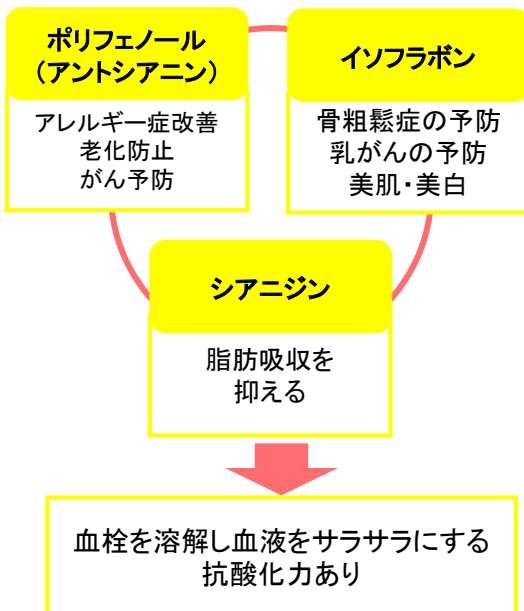 ポリフェノール
（アントシアニン）
アレルギー症改善
老化防止
がん予防
イソフラボン
骨粗鬆症の予防
乳がんの予防
美肌・美白
シアニジン
脂肪吸収を
抑える
血栓を溶解し血液をサラサラにする
抗酸化力あり